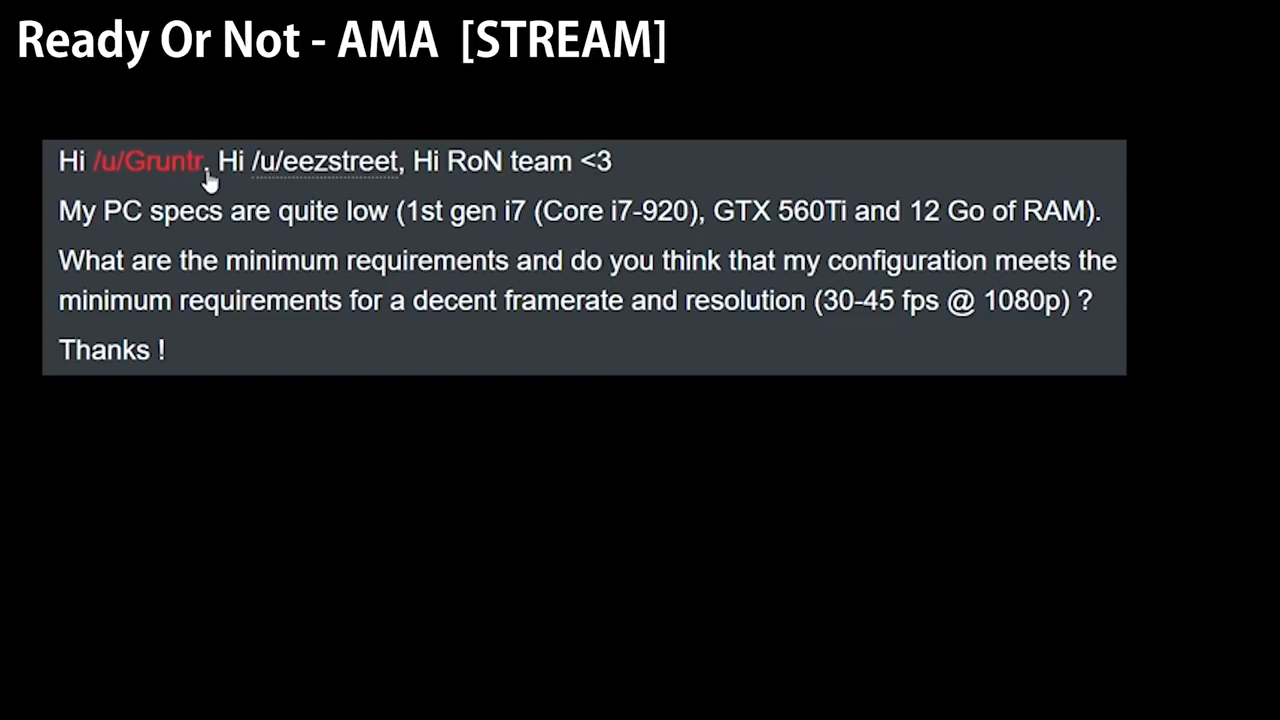 Ready Or Not - AMA [STREAM]
Hi /u/Gruntr. Hi /u/eezstreet, Hi RoN team <3
My PC specs are quite low (1st gen i7 (Core i7-920), GTX 560Ti and 12 Go of RAM).
What are the minimum requirements and do you think that my configuration meets the
minimum requirements for a decent framerate and resolution (30-45 fps @ 1080p) ?
Thanks !